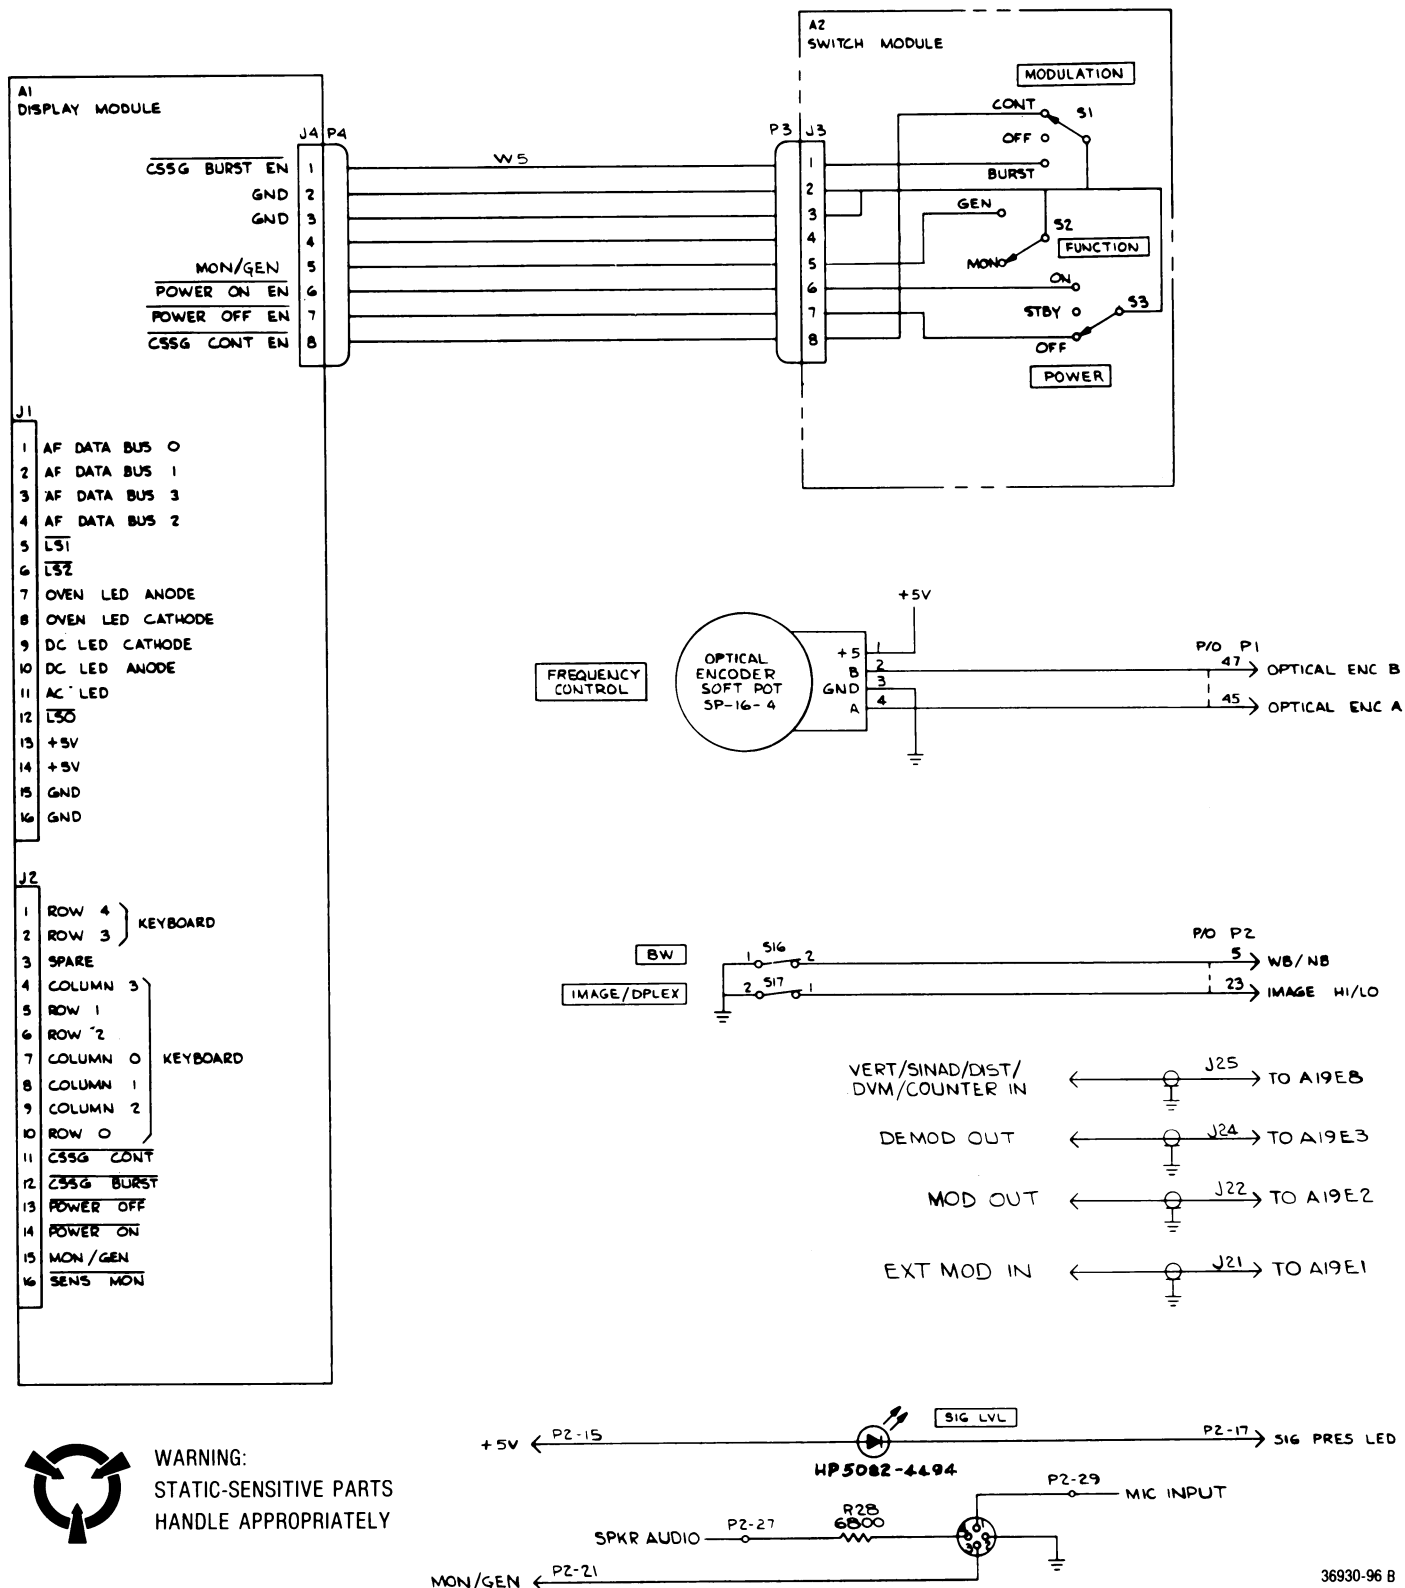 A2
SWITCH MODULE
MODULATION
CONT
S1
OFF
BURST
GEN
S2
FUNCTION
MON
ON
STBY
S3
OFF
POWER
P3 J3
1
2
3
4
5
6
7
8
A1
DISPLAY MODULE
J4 P4
W5
CSSG BURST EN 1
GND 2
GND 3
4
MON/GEN 5
POWER ON EN 6
POWER OFF EN 7
CSSG CONT EN 8
J1
1 AF DATA BUS 0
2 AF DATA BUS 1
3 AF DATA BUS 3
4 AF DATA BUS 2
5 LS1
6 LS2
7 OVEN LED ANODE
8 OVEN LED CATHODE
9 DC LED CATHODE
10 DC LED ANODE
11 AC LED
12 LSO
13 +5V
14 +5V
15 GND
16 GND
J2
1 ROW 4
2 ROW 3
KEYBOARD
3 SPARE
4 COLUMN 3
5 ROW 1
6 ROW 2
7 COLUMN 0
8 COLUMN 1
9 COLUMN 2
10 ROW 0
KEYBOARD
11 CSSG CONT
12 CSSG BURST
13 POWER OFF
14 POWER ON
15 MON/GEN
16 SENS MON
FREQUENCY
CONTROL
OPTICAL
ENCODER
SOFT POT
SP-16-4
+5V
+5 1
B 2
GND 3
A 4
P/O P1
47 OPTICAL ENC B
45 OPTICAL ENC A
BW
1 S16 2
P/O P2
5 WB/NB
IMAGE/DPLEX
2 S17 1
23 IMAGE HI/LO
VERT/SINAD/DIST/
DVM/COUNTER IN
J25 TO A19E8
DEMOD OUT J24 TO A19E3
MOD OUT J22 TO A19E2
EXT MOD IN J21 TO A19E1
SIG LVL
+5V P2-15
P2-17 SIG PRES LED
HP5082-4494
P2-29 MIC INPUT
SPKR AUDIO P2-27
R28
6800
1
2
3
4
MON/GEN P2-21
WARNING:
STATIC-SENSITIVE PARTS
HANDLE APPROPRIATELY
36930-96 B